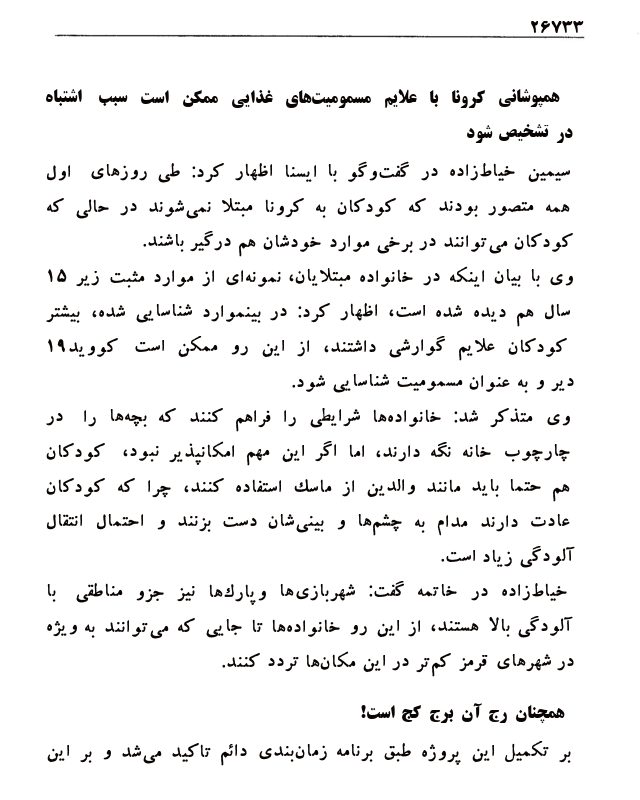 ۲۶۷۳۳
همپوشانی کرونا با علایم مسمومیت‌های غذایی ممکن است سبب اشتباه
در تشخیص شود
سیمین خیاط‌زاده در گفت‌وگو با ایسنا اظهار کرد: طی روزهای اول
همه متصور بودند که کودکان به کرونا مبتلا نمی‌شوند در حالی که
کودکان می‌توانند در برخی موارد خودشان هم درگیر باشند.
وی با بیان اینکه در خانواده مبتلایان، نمونه‌ای از موارد مثبت زیر ۱۵
سال هم دیده شده است، اظهار کرد: در بینموارد شناسایی شده، بیشتر
کودکان علایم گوارشی داشتند، از این رو ممکن است کووید۱۹
دیر و به عنوان مسمومیت شناسایی شود.
وی متذکر شد: خانواده‌ها شرایطی را فراهم کنند که بچه‌ها را در
چارچوب خانه نگه دارند، اما اگر این مهم امکانپذیر نبود، کودکان
هم حتما باید مانند والدین از ماسك استفاده کنند، چرا که کودکان
عادت دارند مدام به چشم‌ها و بینی‌شان دست بزنند و احتمال انتقال
آلودگی زیاد است.
خیاط‌زاده در خاتمه گفت: شهربازی‌ها و پارك‌ها نیز جزو مناطقی با
آلودگی بالا هستند، از این رو خانواده‌ها تا جایی که می‌توانند به ویژه
در شهرهای قرمز کم‌تر در این مکان‌ها تردد کنند.
همچنان رج آن برج کج است!
بر تکمیل این پروژه طبق برنامه زمان‌بندی دائم تاکید می‌شد و بر این